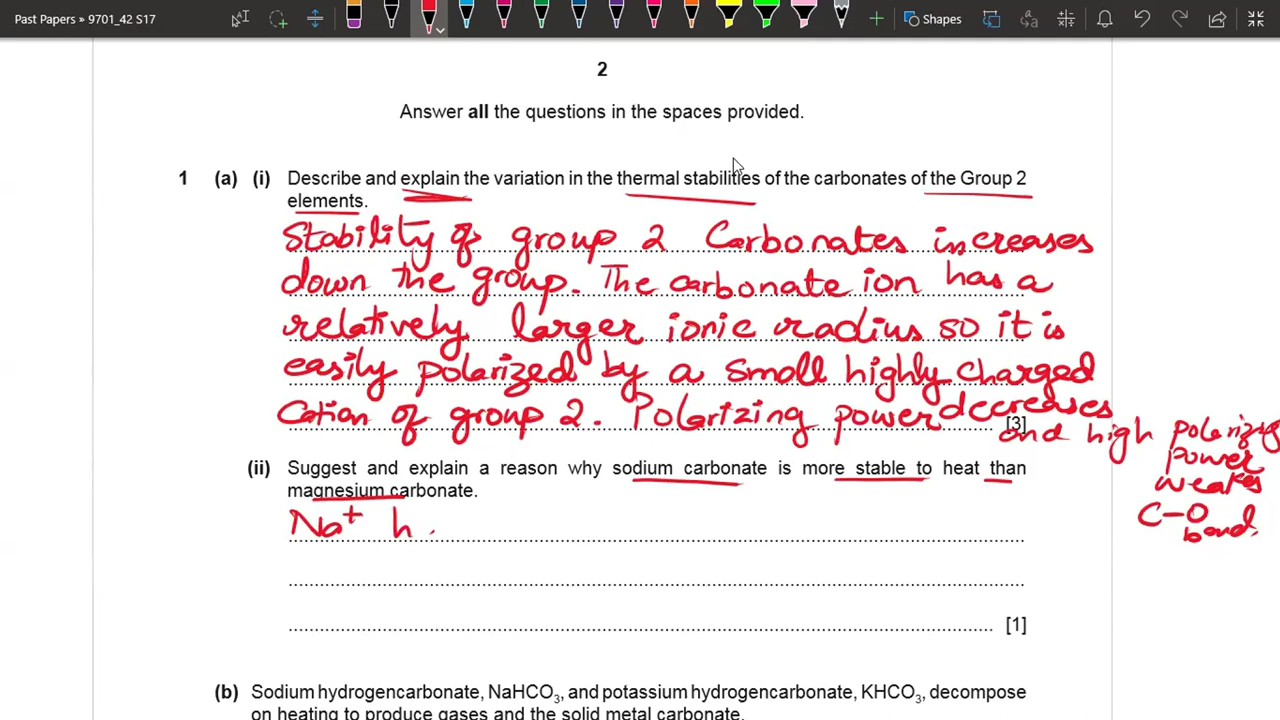 Past Papers » 9701_42 S17
Shapes
2
Answer all the questions in the spaces provided.
1 (a) (i) Describe and explain the variation in the thermal stabilities of the carbonates of the Group 2
elements.
Stability of group 2 Carbonates increases
down the group. The carbonate ion has a
relatively larger ionic radius so it is
easily polarized by a small highly charged
Cation of group 2. Polarizing power decreases
[3]
and high polarizing
power
weakes
C-O
bond.
(ii) Suggest and explain a reason why sodium carbonate is more stable to heat than
magnesium carbonate.
Na+ h
[1]
(b) Sodium hydrogencarbonate, NaHCO3, and potassium hydrogencarbonate, KHCO3, decompose
on heating to produce gases and the solid metal carbonate.